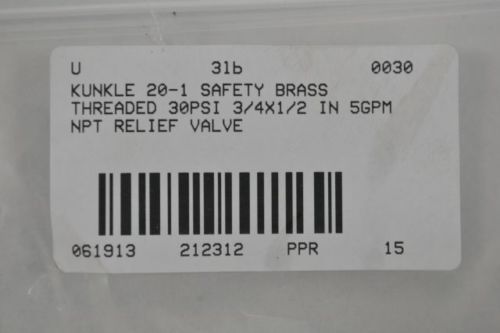 U 3lb 0030
KUNKLE 20-1 SAFETY BRASS
THREADED 30PSI 3/4X1/2 IN 5GPM
NPT RELIEF VALVE
061913 212312 PPR 15